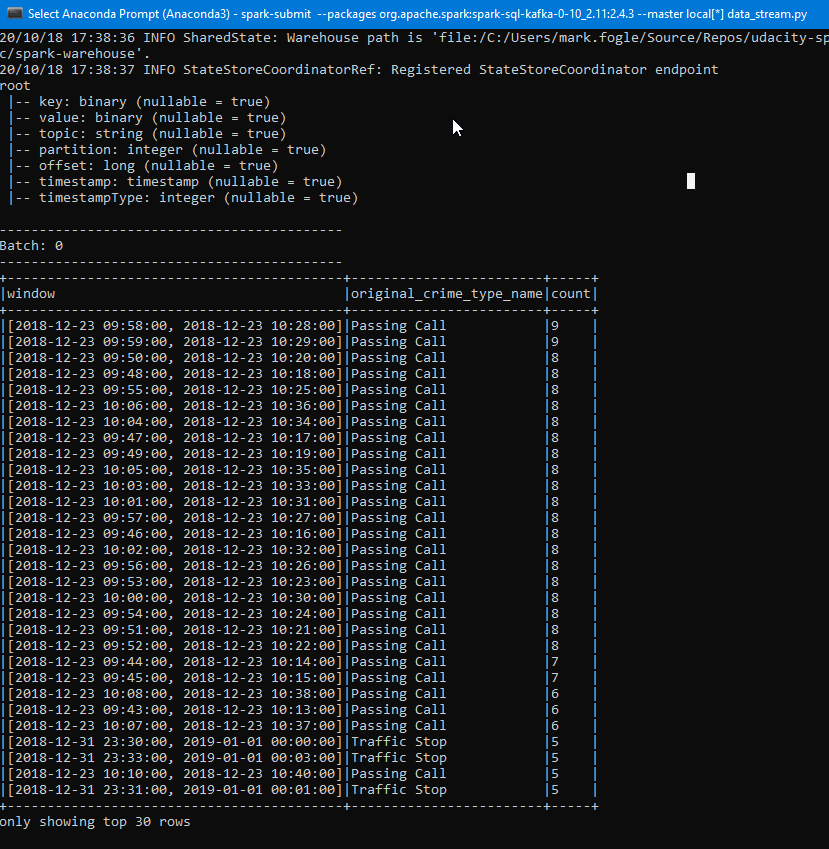 Select Anaconda Prompt (Anaconda3) - spark-submit  --packages org.apache.spark:spark-sql-kafka-0-10_2.11:2.4.3 --master local[*] data_stream.py
20/10/18 17:38:36 INFO SharedState: Warehouse path is 'file:/C:/Users/mark.fogle/Source/Repos/udacity-sp
c/spark-warehouse'.
20/10/18 17:38:37 INFO StateStoreCoordinatorRef: Registered StateStoreCoordinator endpoint
root
 |-- key: binary (nullable = true)
 |-- value: binary (nullable = true)
 |-- topic: string (nullable = true)
 |-- partition: integer (nullable = true)
 |-- offset: long (nullable = true)
 |-- timestamp: timestamp (nullable = true)
 |-- timestampType: integer (nullable = true)
-------------------------------------------
Batch: 0
-------------------------------------------
+------------------------------------------+------------------------+-----+
|window                                    |original_crime_type_name|count|
+------------------------------------------+------------------------+-----+
|[2018-12-23 09:58:00, 2018-12-23 10:28:00]|Passing Call            |9    |
|[2018-12-23 09:59:00, 2018-12-23 10:29:00]|Passing Call            |9    |
|[2018-12-23 09:50:00, 2018-12-23 10:20:00]|Passing Call            |8    |
|[2018-12-23 09:48:00, 2018-12-23 10:18:00]|Passing Call            |8    |
|[2018-12-23 09:55:00, 2018-12-23 10:25:00]|Passing Call            |8    |
|[2018-12-23 10:06:00, 2018-12-23 10:36:00]|Passing Call            |8    |
|[2018-12-23 10:04:00, 2018-12-23 10:34:00]|Passing Call            |8    |
|[2018-12-23 09:47:00, 2018-12-23 10:17:00]|Passing Call            |8    |
|[2018-12-23 09:49:00, 2018-12-23 10:19:00]|Passing Call            |8    |
|[2018-12-23 10:05:00, 2018-12-23 10:35:00]|Passing Call            |8    |
|[2018-12-23 10:03:00, 2018-12-23 10:33:00]|Passing Call            |8    |
|[2018-12-23 10:01:00, 2018-12-23 10:31:00]|Passing Call            |8    |
|[2018-12-23 09:57:00, 2018-12-23 10:27:00]|Passing Call            |8    |
|[2018-12-23 09:46:00, 2018-12-23 10:16:00]|Passing Call            |8    |
|[2018-12-23 10:02:00, 2018-12-23 10:32:00]|Passing Call            |8    |
|[2018-12-23 09:56:00, 2018-12-23 10:26:00]|Passing Call            |8    |
|[2018-12-23 09:53:00, 2018-12-23 10:23:00]|Passing Call            |8    |
|[2018-12-23 10:00:00, 2018-12-23 10:30:00]|Passing Call            |8    |
|[2018-12-23 09:54:00, 2018-12-23 10:24:00]|Passing Call            |8    |
|[2018-12-23 09:51:00, 2018-12-23 10:21:00]|Passing Call            |8    |
|[2018-12-23 09:52:00, 2018-12-23 10:22:00]|Passing Call            |8    |
|[2018-12-23 09:44:00, 2018-12-23 10:14:00]|Passing Call            |7    |
|[2018-12-23 09:45:00, 2018-12-23 10:15:00]|Passing Call            |7    |
|[2018-12-23 10:08:00, 2018-12-23 10:38:00]|Passing Call            |6    |
|[2018-12-23 09:43:00, 2018-12-23 10:13:00]|Passing Call            |6    |
|[2018-12-23 10:07:00, 2018-12-23 10:37:00]|Passing Call            |6    |
|[2018-12-31 23:30:00, 2019-01-01 00:00:00]|Traffic Stop            |5    |
|[2018-12-31 23:33:00, 2019-01-01 00:03:00]|Traffic Stop            |5    |
|[2018-12-23 10:10:00, 2018-12-23 10:40:00]|Passing Call            |5    |
|[2018-12-31 23:31:00, 2019-01-01 00:01:00]|Traffic Stop            |5    |
+------------------------------------------+------------------------+-----+
only showing top 30 rows